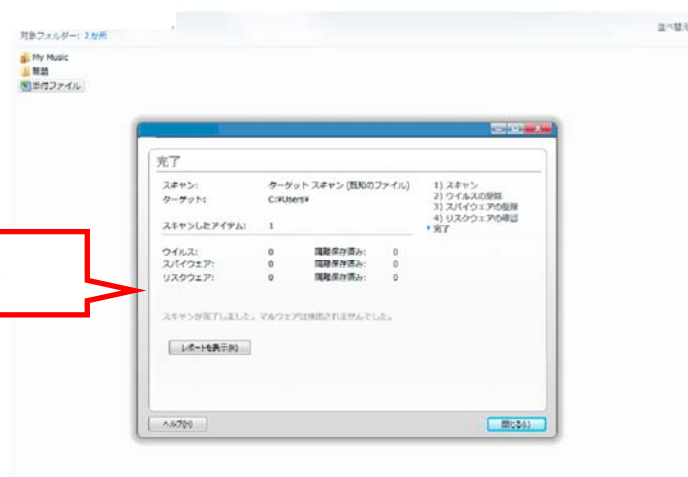 対象フォルダー: 2 か所
並べ替え
My Music
職題
添付ファイル
完了
スキャン: ターゲット スキャン (既知のファイル)
ターゲット: C:¥Users¥
スキャンしたアイテム: 1
ウイルス: 0 隔離保存済み: 0
スパイウェア: 0 隔離保存済み: 0
リスクウェア: 0 隔離保存済み: 0
1) スキャン
2) ウイルスの駆除
3) スパイウェアの駆除
4) リスクウェアの確認
完了
スキャンが完了しました。マルウェアは検出されませんでした。
レポートを表示(R)
ヘルプ(H)
閉じる(L)